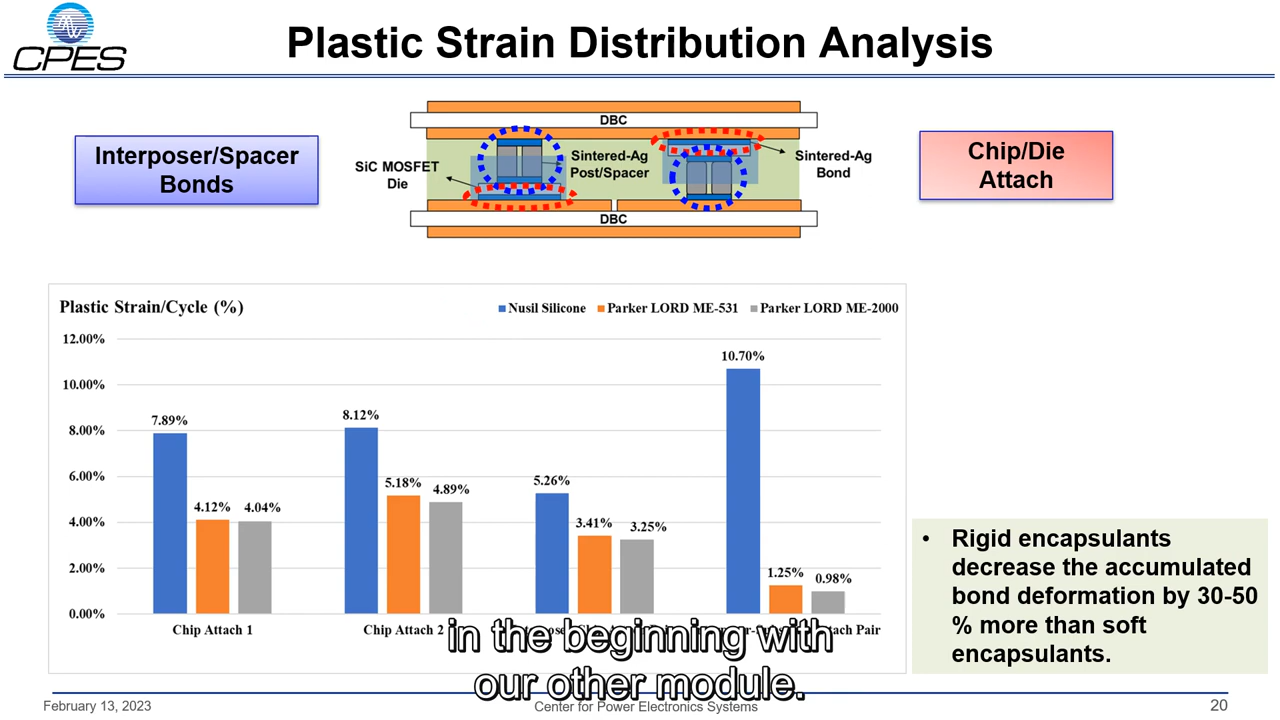 CPES
Plastic Strain Distribution Analysis
Interposer/Spacer
Bonds
DBC
SiC MOSFET
Die
Sintered-Ag
Post/Spacer
Sintered-Ag
Bond
DBC
Chip/Die
Attach
Plastic Strain/Cycle (%)
Nusil Silicone
Parker LORD ME-531
Parker LORD ME-2000
12.00%
10.00%
8.00%
6.00%
4.00%
2.00%
0.00%
7.89%
4.12%
4.04%
8.12%
5.18%
4.89%
5.26%
3.41%
3.25%
10.70%
1.25%
0.98%
Chip Attach 1
Chip Attach 2
Pair
in the beginning with
our other module.
• Rigid encapsulants
decrease the accumulated
bond deformation by 30-50
% more than soft
encapsulants.
February 13, 2023
Center for Power Electronics Systems
20